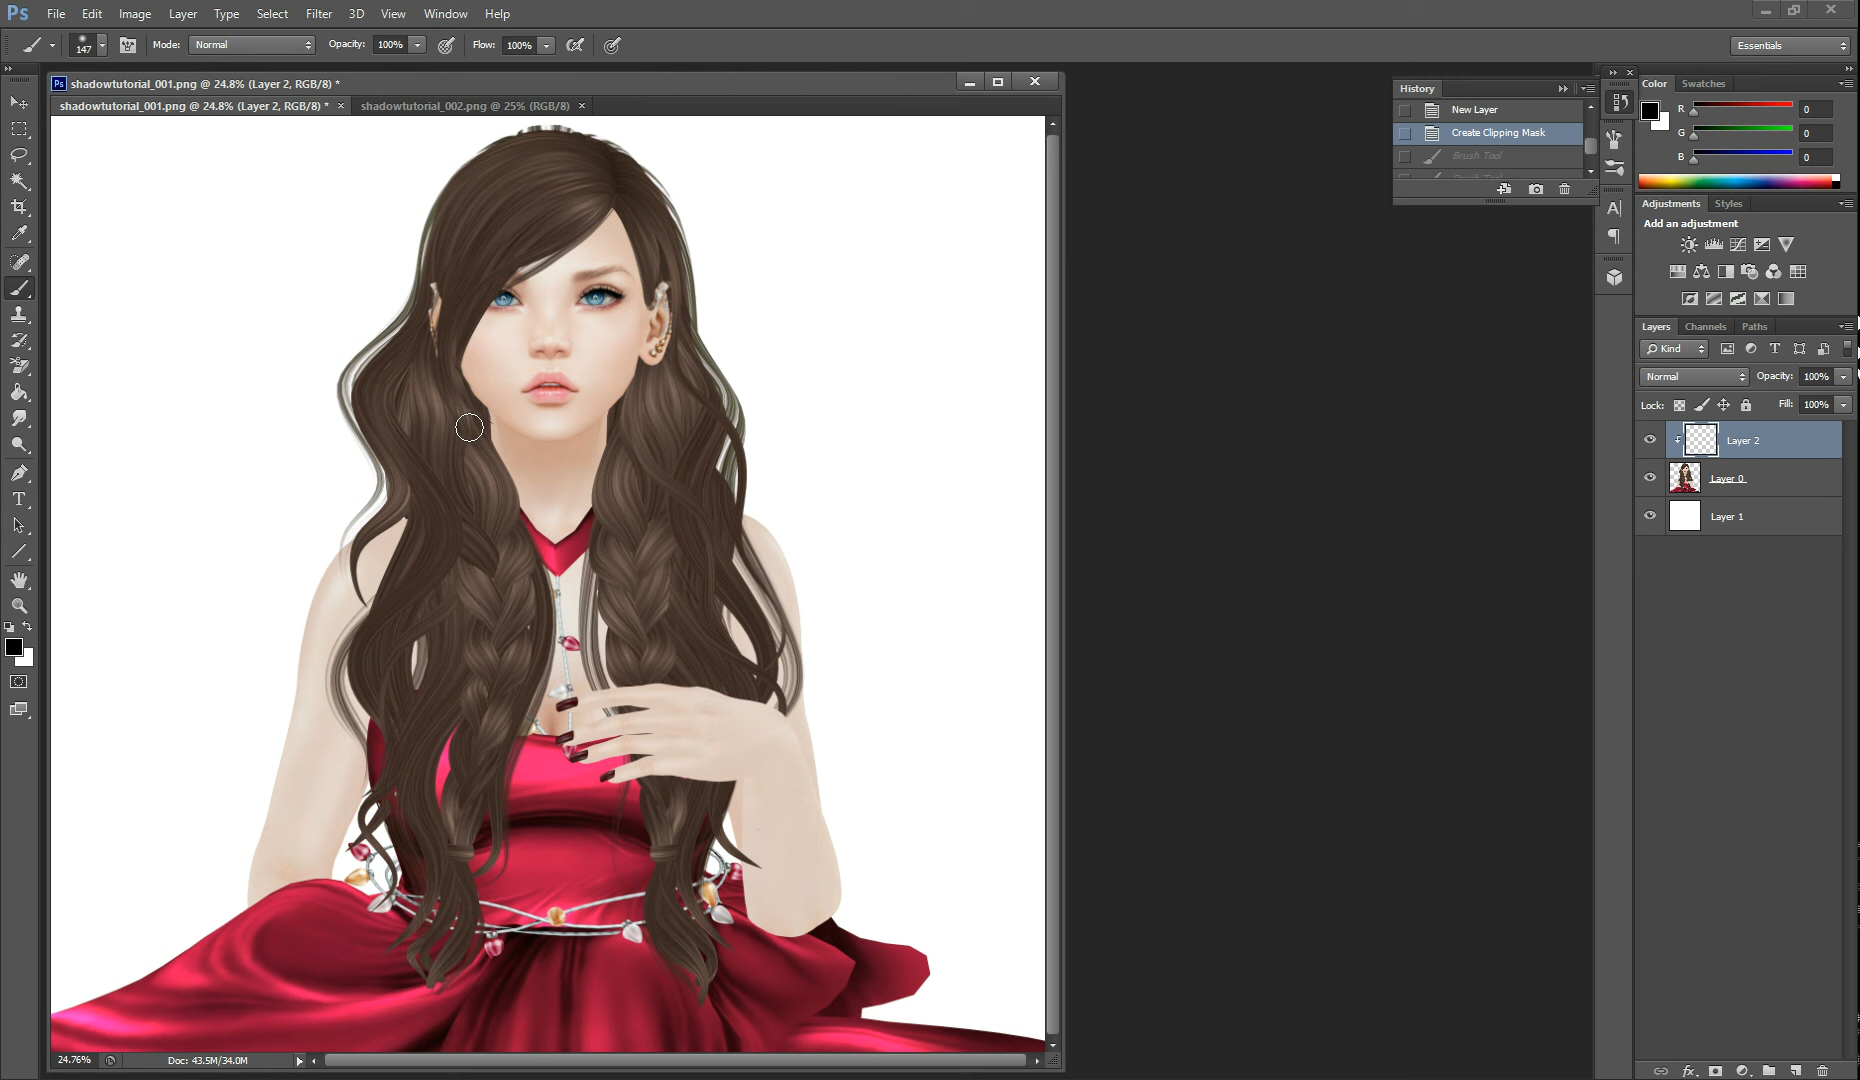 Ps File Edit Image Layer Type Select Filter 3D View Window Help
147 Mode: Normal Opacity: 100% Flow: 100% Essentials
Ps shadowtutorial_001.png @ 24.8% (Layer 2, RGB/8) *
shadowtutorial_001.png @ 24.8% (Layer 2, RGB/8) * × shadowtutorial_002.png @ 25% (RGB/8) ×
History
New Layer
Create Clipping Mask
Brush Tool
Brush Tool
Color Swatches
R 0
G 0
B 0
Adjustments Styles
Add an adjustment
Layers Channels Paths
Kind
Normal Opacity: 100%
Lock: Fill: 100%
Layer 2
Layer 0
Layer 1
24.76% Doc: 43.5M/34.0M
fx